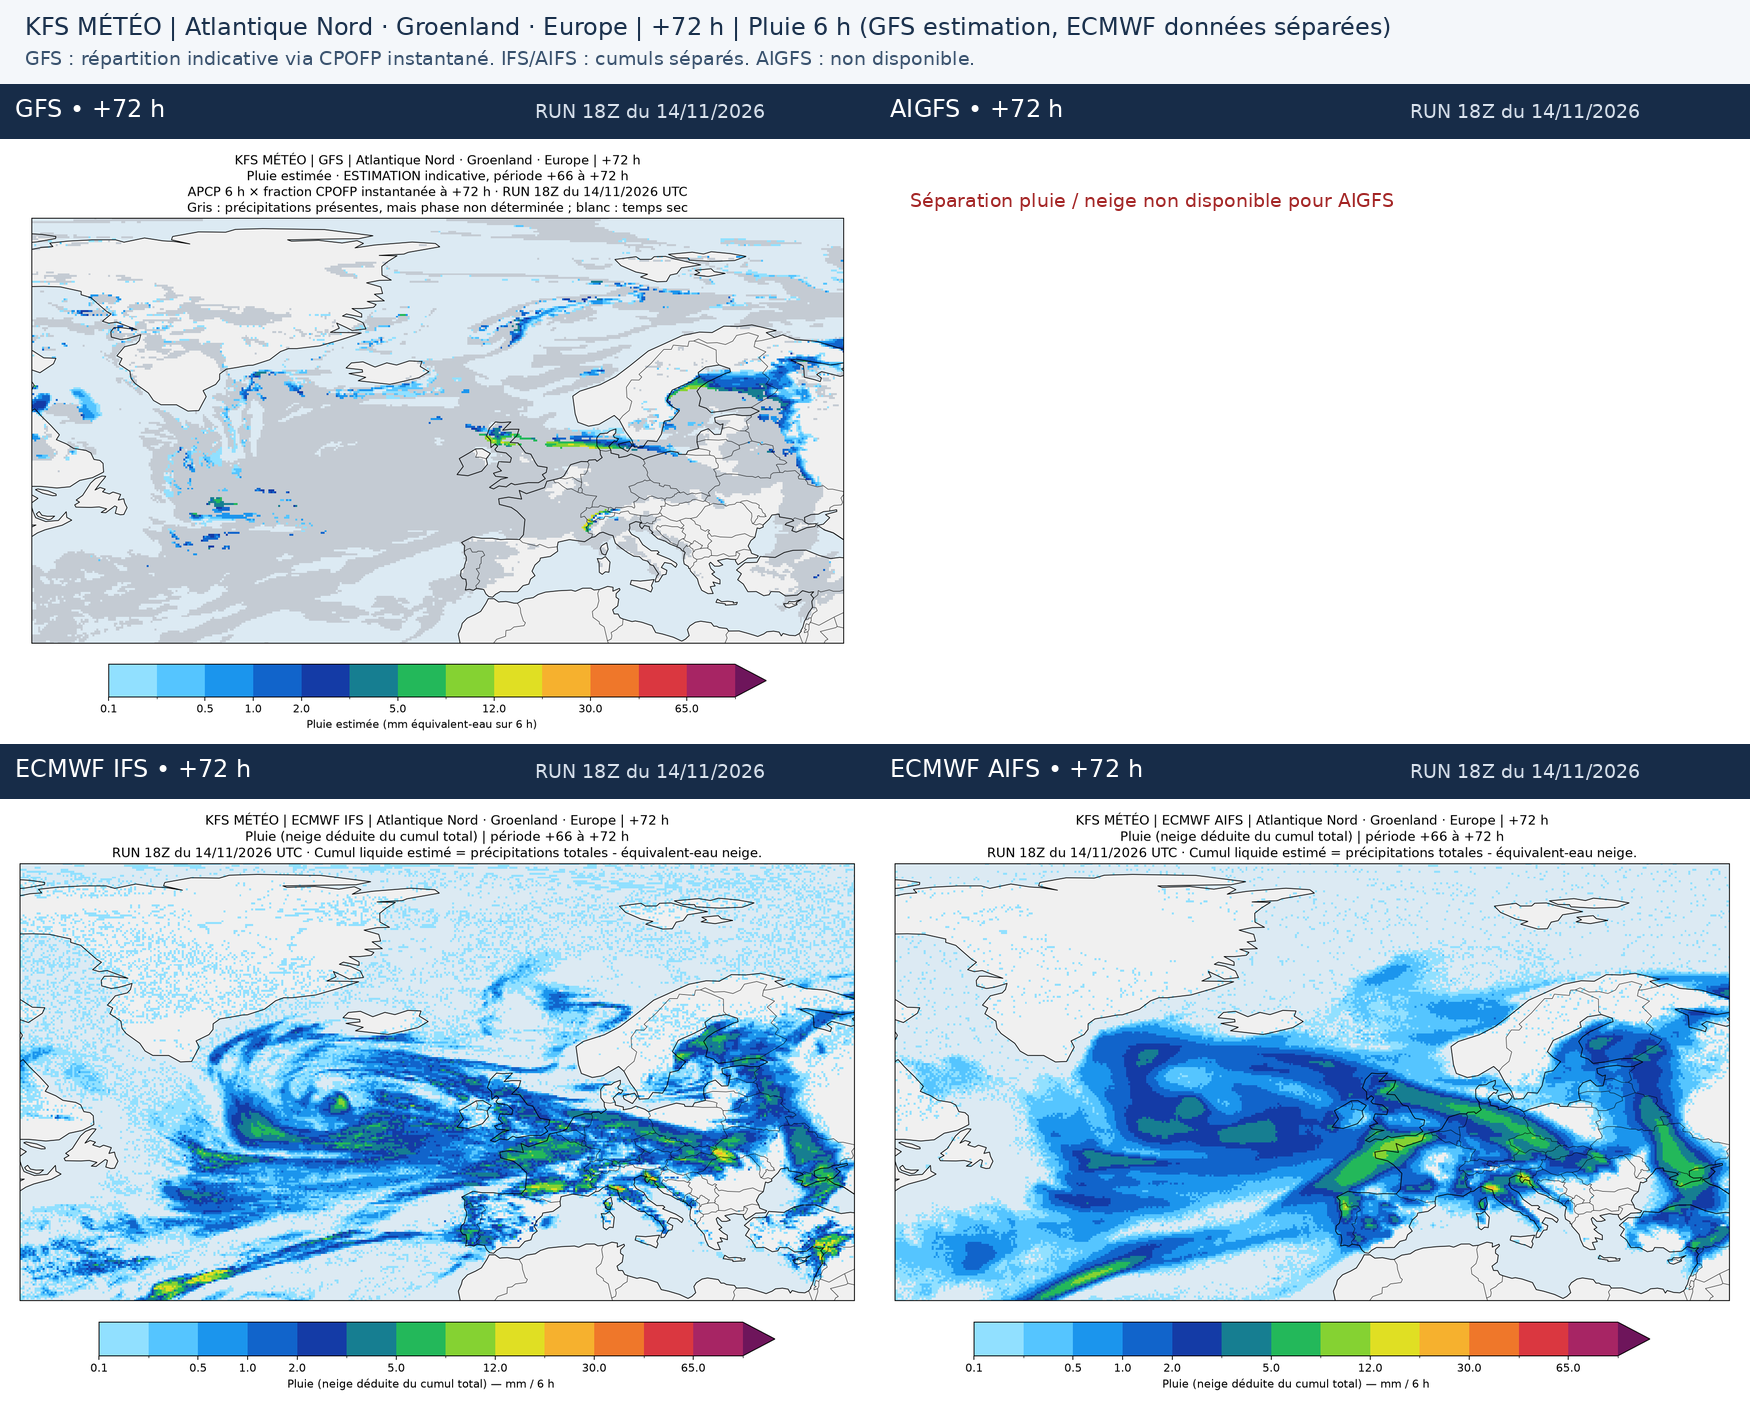 KFS MÉTÉO | Atlantique Nord · Groenland · Europe | +72 h | Pluie 6 h (GFS estimation, ECMWF données séparées)
GFS : répartition indicative via CPOFP instantané. IFS/AIFS : cumuls séparés. AIGFS : non disponible.
GFS • +72 h
RUN 18Z du 14/11/2026
AIGFS • +72 h
RUN 18Z du 14/11/2026
KFS MÉTÉO | GFS | Atlantique Nord · Groenland · Europe | +72 h
Pluie estimée · ESTIMATION indicative, période +66 à +72 h
APCP 6 h × fraction CPOFP instantanée à +72 h · RUN 18Z du 14/11/2026 UTC
Gris : précipitations présentes, mais phase non déterminée ; blanc : temps sec
Séparation pluie / neige non disponible pour AIGFS
0.1 0.5 1.0 2.0 5.0 12.0 30.0 65.0
Pluie estimée (mm équivalent-eau sur 6 h)
ECMWF IFS • +72 h
RUN 18Z du 14/11/2026
ECMWF AIFS • +72 h
RUN 18Z du 14/11/2026
KFS MÉTÉO | ECMWF IFS | Atlantique Nord · Groenland · Europe | +72 h
Pluie (neige déduite du cumul total) | période +66 à +72 h
RUN 18Z du 14/11/2026 UTC · Cumul liquide estimé = précipitations totales - équivalent-eau neige.
KFS MÉTÉO | ECMWF AIFS | Atlantique Nord · Groenland · Europe | +72 h
Pluie (neige déduite du cumul total) | période +66 à +72 h
RUN 18Z du 14/11/2026 UTC · Cumul liquide estimé = précipitations totales - équivalent-eau neige.
0.1 0.5 1.0 2.0 5.0 12.0 30.0 65.0
Pluie (neige déduite du cumul total) — mm / 6 h
0.1 0.5 1.0 2.0 5.0 12.0 30.0 65.0
Pluie (neige déduite du cumul total) — mm / 6 h